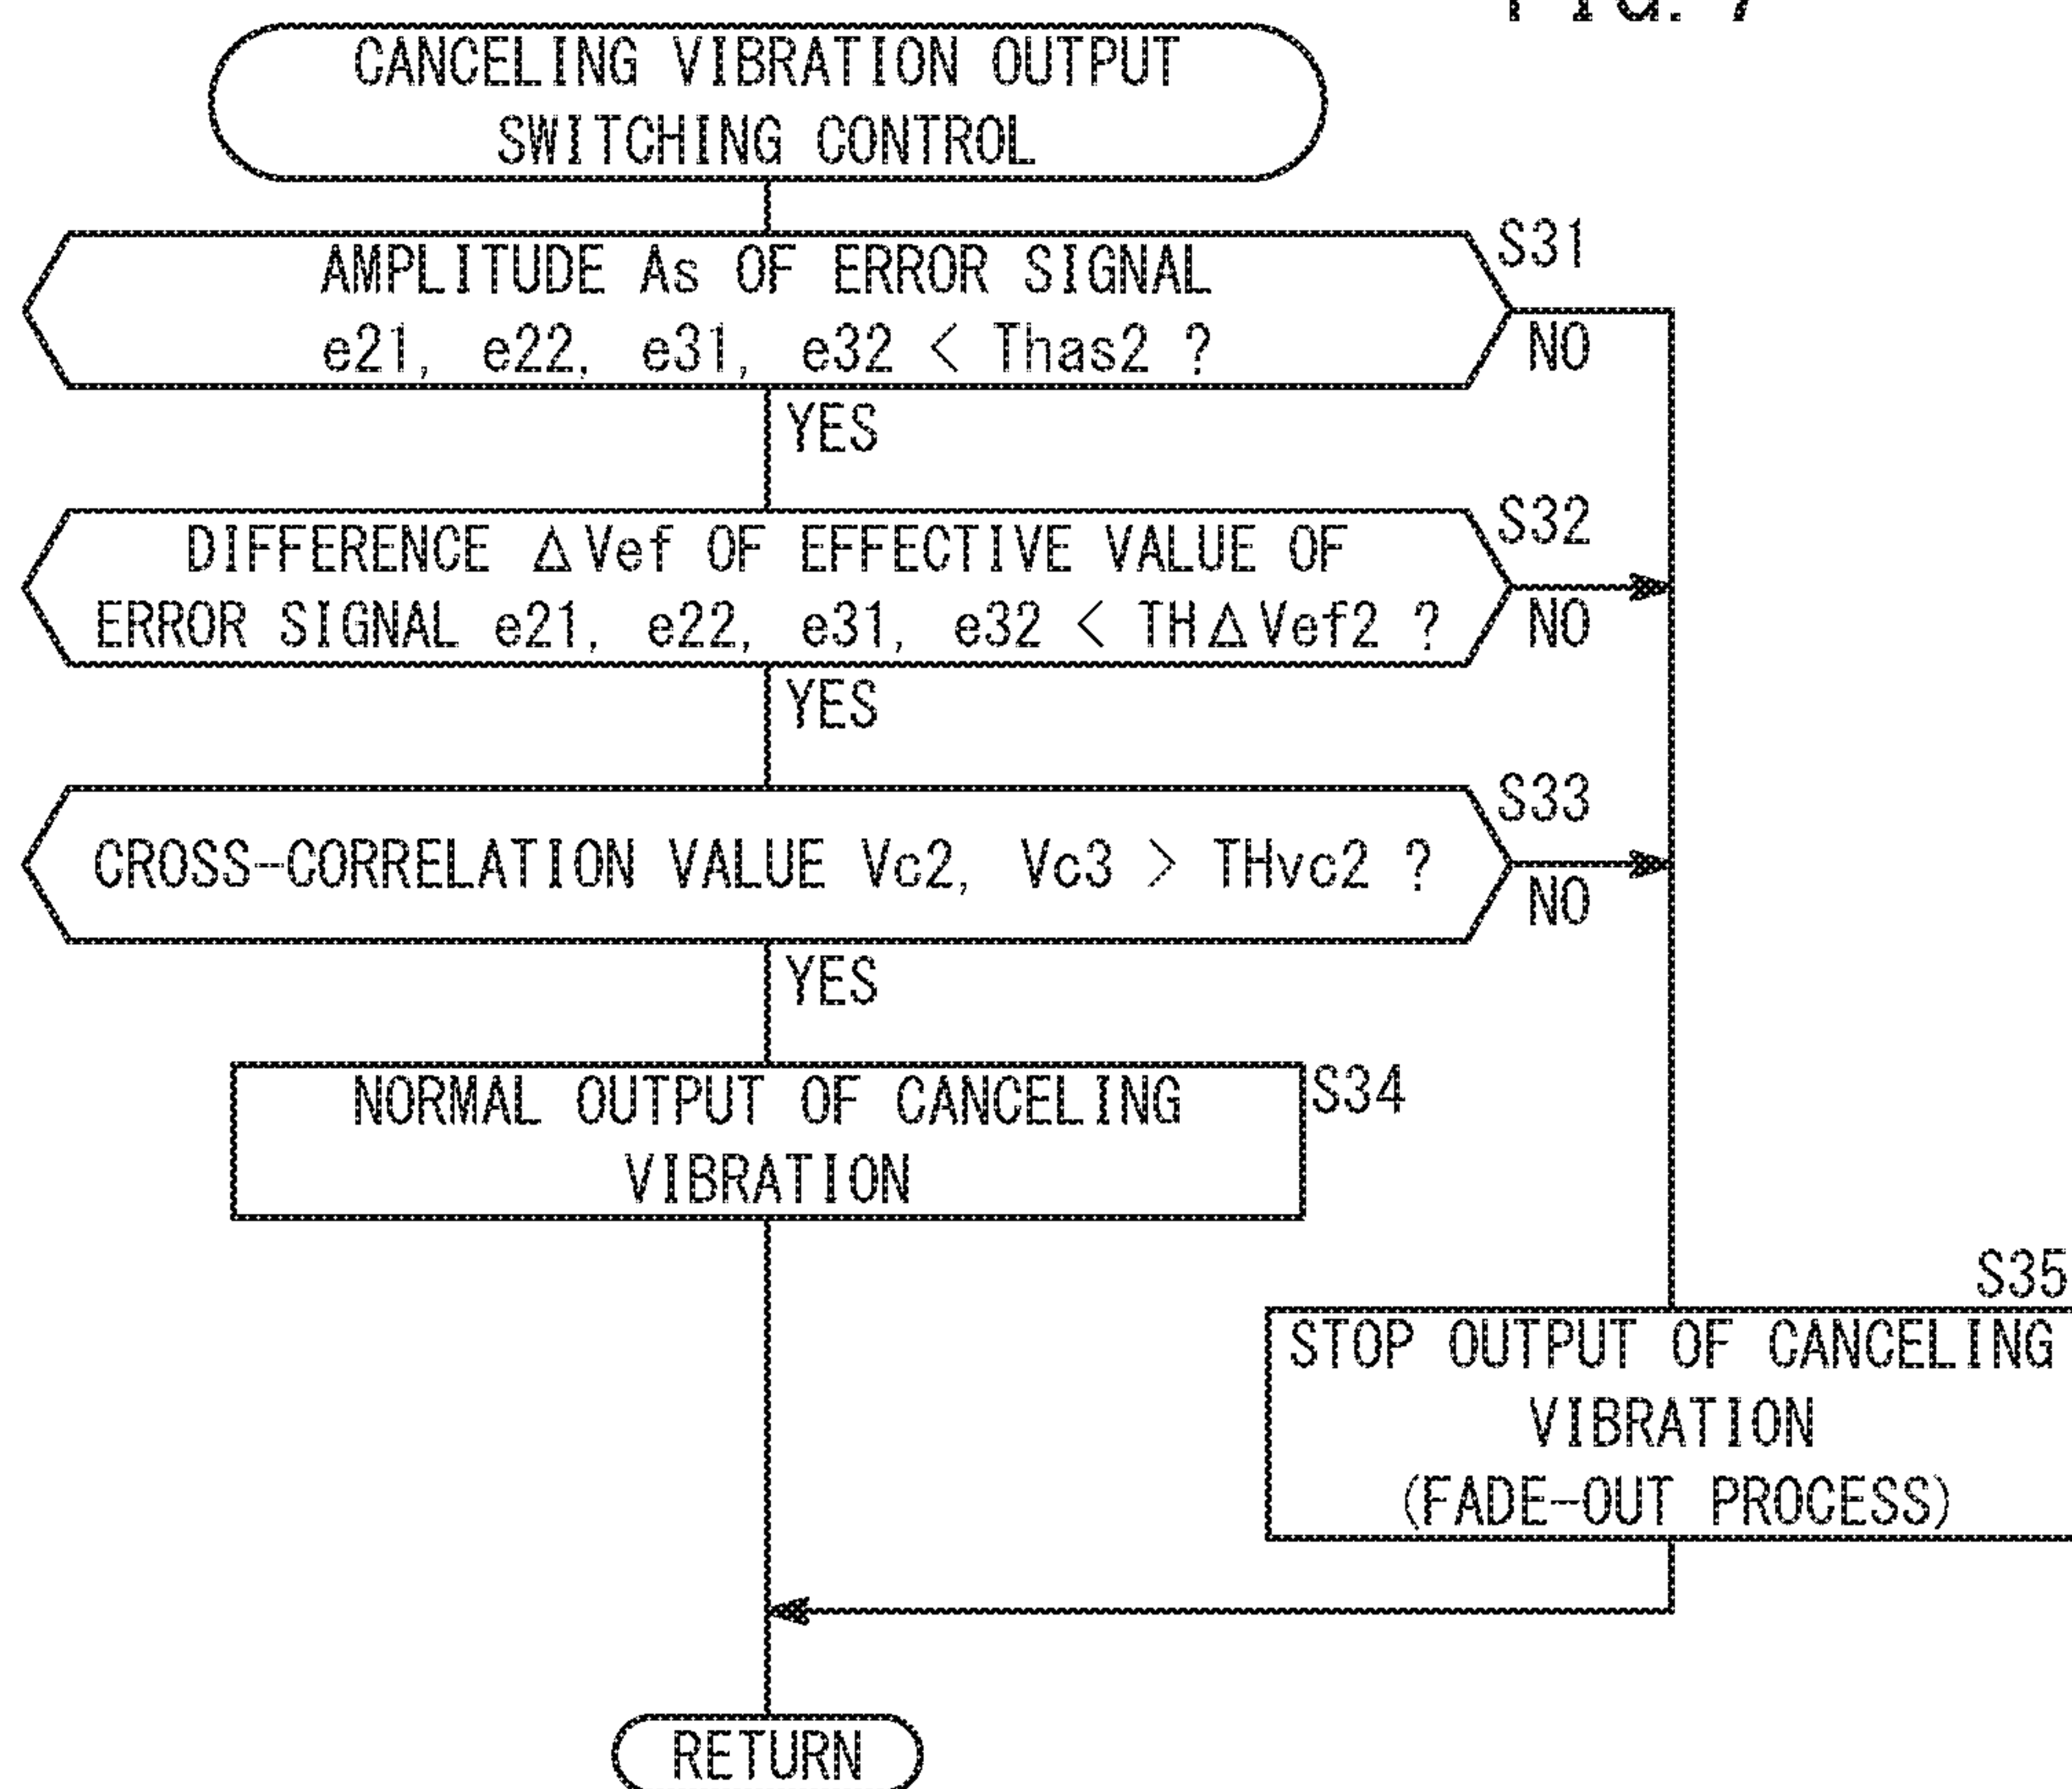 FIG. 7
CANCELING VIBRATION OUTPUT
SWITCHING CONTROL
AMPLITUDE As OF ERROR SIGNAL
e21, e22, e31, e32 < Thas2 ?
S31
NO
YES
DIFFERENCE ΔVef OF EFFECTIVE VALUE OF
ERROR SIGNAL e21, e22, e31, e32 < THΔVef2 ?
S32
NO
YES
CROSS-CORRELATION VALUE Vc2, Vc3 > THvc2 ?
S33
NO
YES
NORMAL OUTPUT OF CANCELING
VIBRATION
S34
S35
STOP OUTPUT OF CANCELING
VIBRATION
(FADE-OUT PROCESS)
RETURN